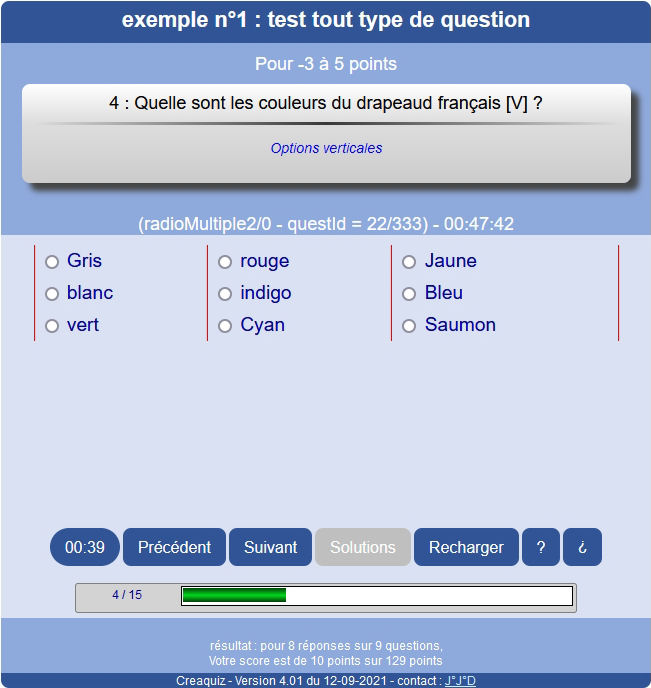 exemple n°1 : test tout type de question
Pour -3 à 5 points
4 : Quelle sont les couleurs du drapeaud français [V] ?
Options verticales
(radioMultiple2/0 - questId = 22/333) - 00:47:42
Gris rouge Jaune
blanc indigo Bleu
vert Cyan Saumon
00:39 Précédent Suivant Solutions Recharger ? ¿
4 / 15
résultat : pour 8 réponses sur 9 questions,
Votre score est de 10 points sur 129 points
Creaquiz - Version 4.01 du 12-09-2021 - contact : J°J°D